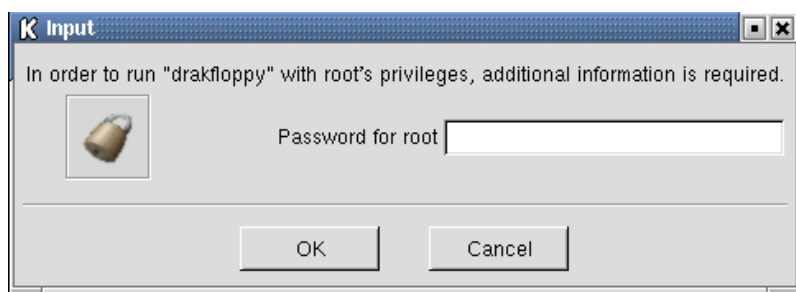 Input
In order to run "drakfloppy" with root's privileges, additional information is required.
Password for root
OK Cancel